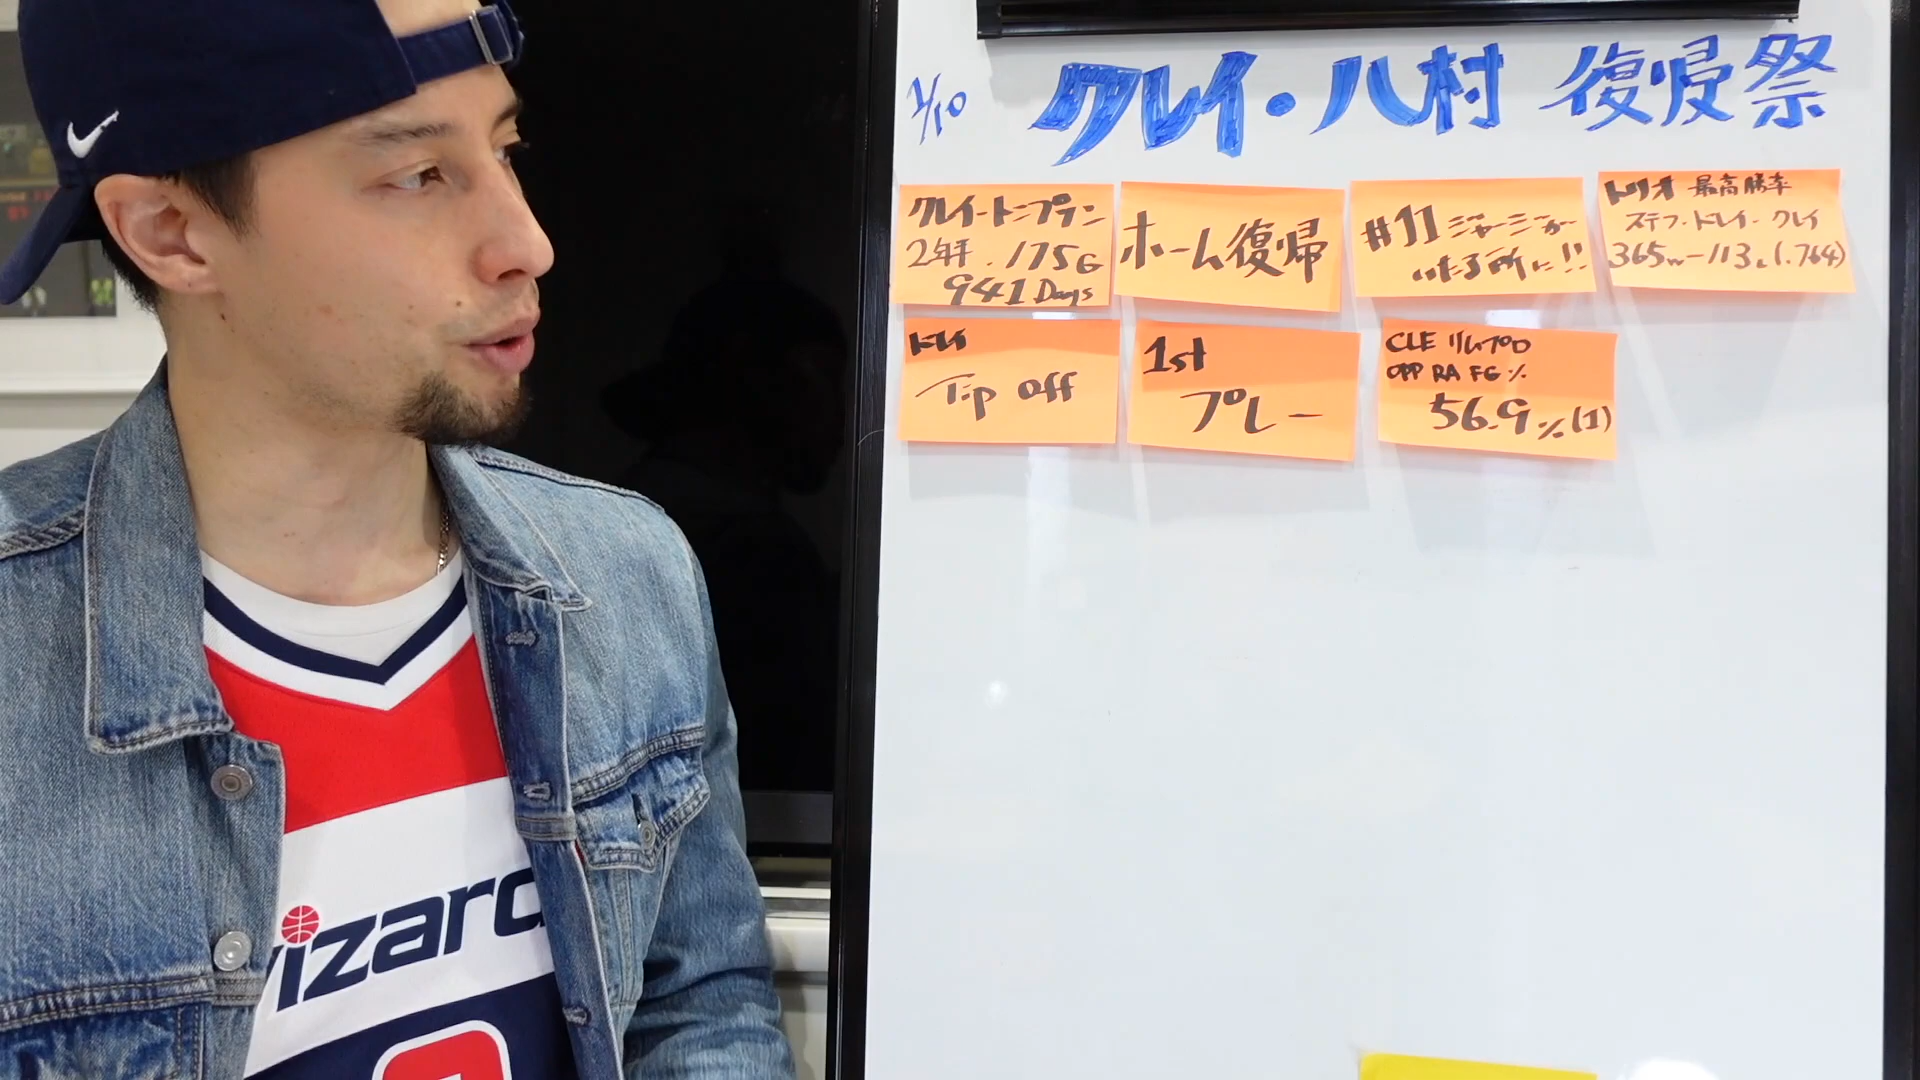 1/10 クレイ・八村 復帰祭
クレイ・トンプソン
2年半. 175G
941 Days
ホーム復帰
#11 ジャージーが
いたる所に!!
トリオ 最高勝率
ステフ・ドレイ・クレイ
365w-113L(.764)
ドレイ
Tip Off
1st
プレー
CLE リムプロ
OPP RA FG%
56.9%(1)
wizard